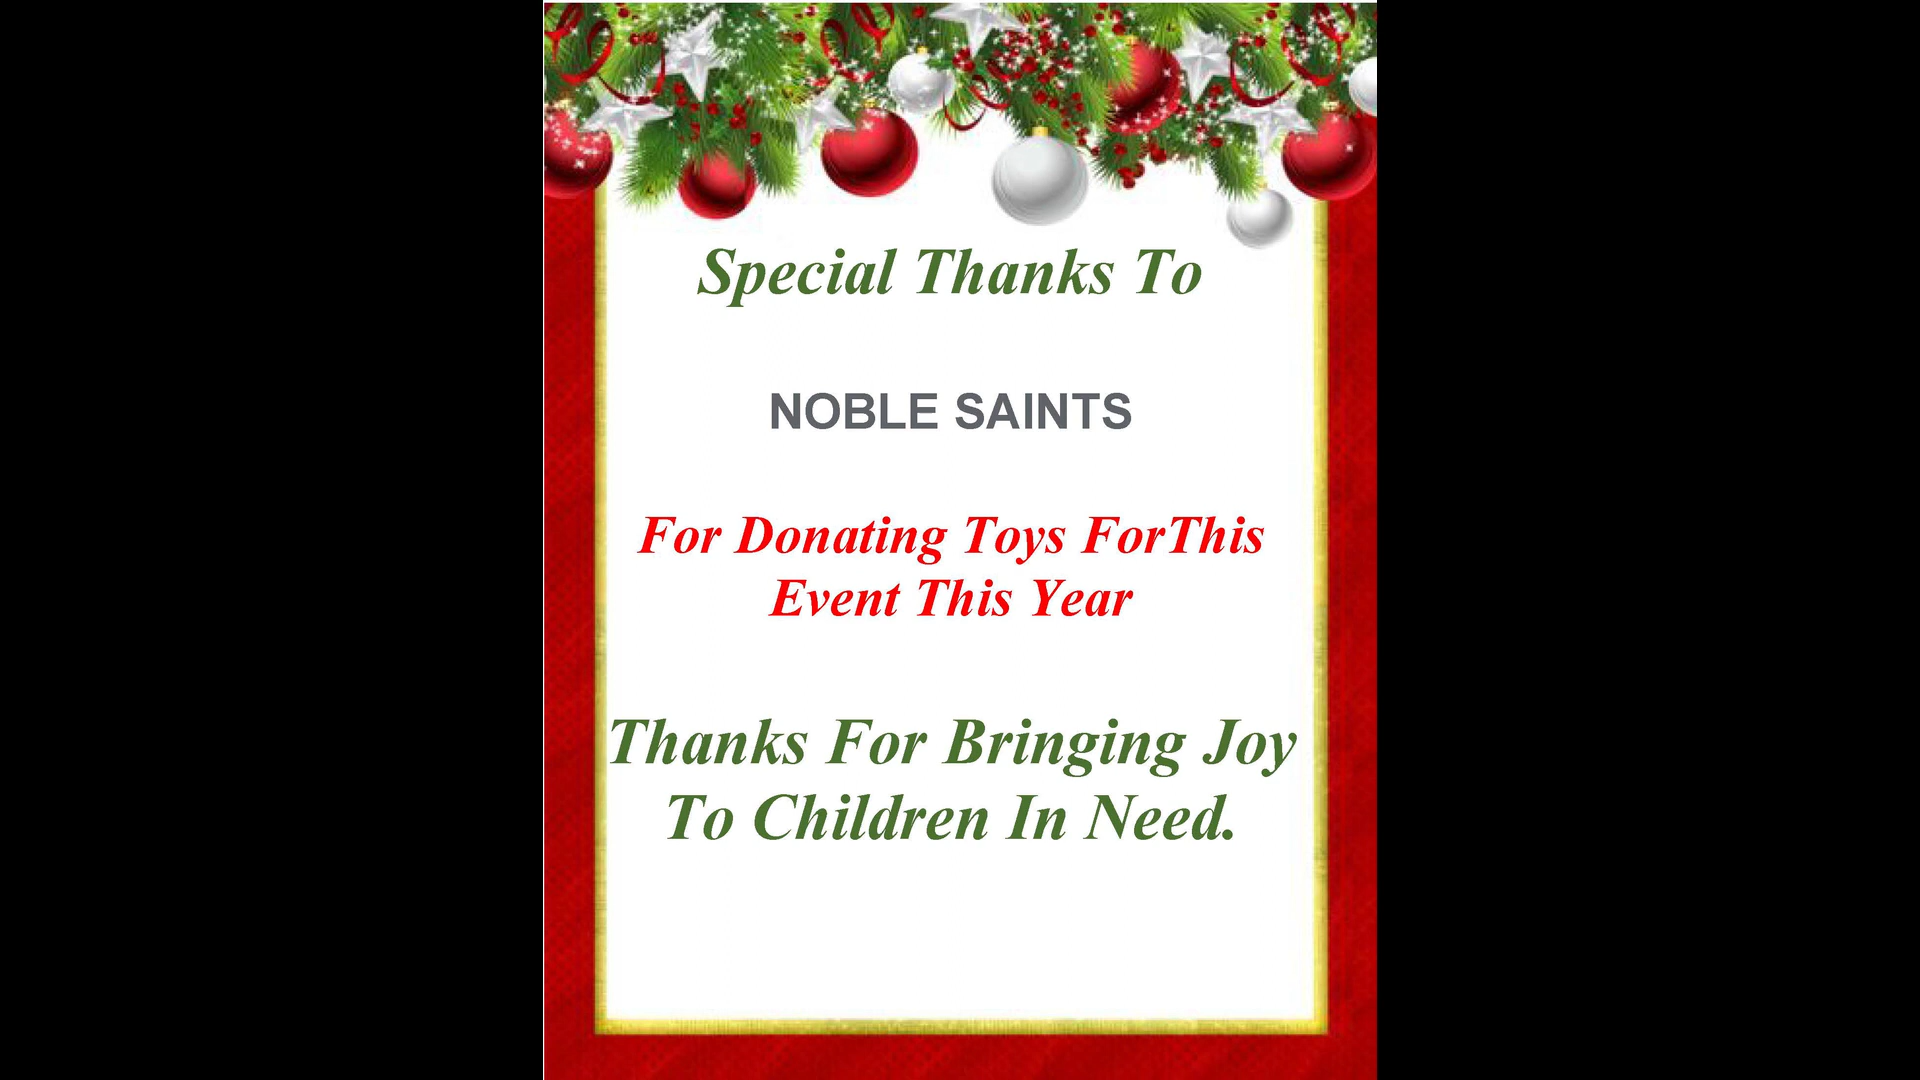 Special Thanks To
NOBLE SAINTS
For Donating Toys ForThis
Event This Year
Thanks For Bringing Joy
To Children In Need.